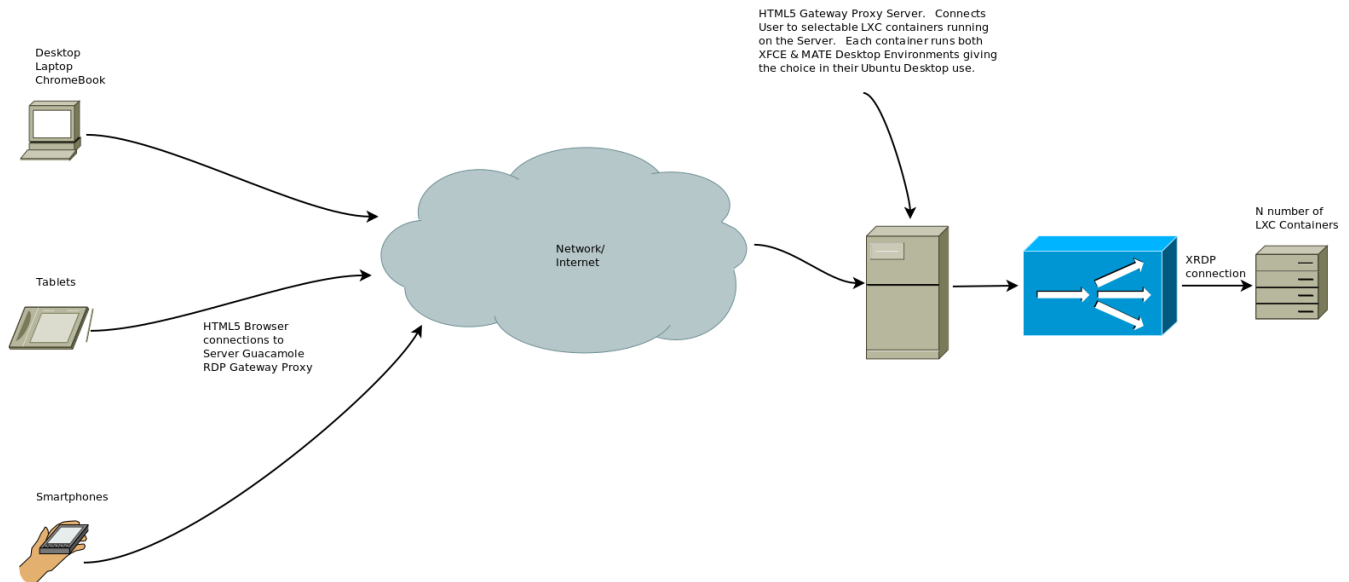 HTML5 Gateway Proxy Server. Connects
User to selectable LXC containers running
on the Server. Each container runs both
XFCE & MATE Desktop Environments giving
the choice in their Ubuntu Desktop use.
Desktop
Laptop
ChromeBook
Network/
Internet
N number of
LXC Containers
XRDP
connection
Tablets
HTML5 Browser
connections to
Server Guacamole
RDP Gateway Proxy
Smartphones